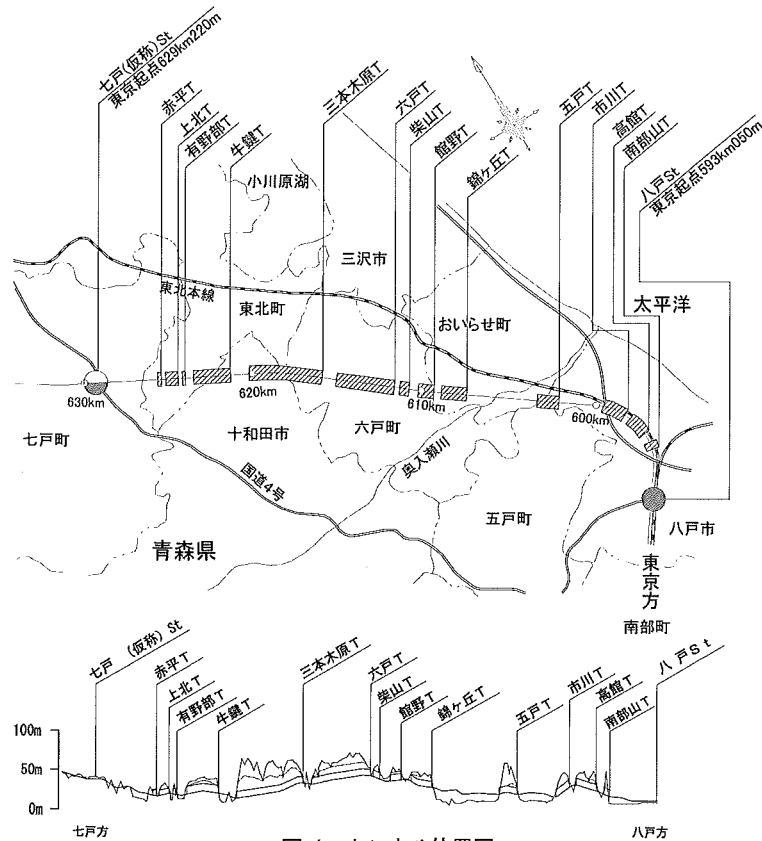 七戸(仮称)St
東京起点629km220m
赤平T
上北T
有野部T
牛鍵T
三本木原T
六戸T
柴山T
館野T
錦ヶ丘T
五戸T
市川T
高館T
南部山T
八戸St
東京起点593km050m
小川原湖
三沢市
東北本線
東北町
おいらせ町
太平洋
630km
620km
610km
600km
七戸町
十和田市
六戸町
奥入瀬川
国道4号
五戸町
青森県
八戸市
東京方
南部町
七戸(仮称)St
赤平T
上北T
有野部T
牛鍵T
三本木原T
六戸T
柴山T
館野T
錦ヶ丘T
五戸T
市川T
高館T
南部山T
八戸St
100m
50m
0m
七戸方
八戸方